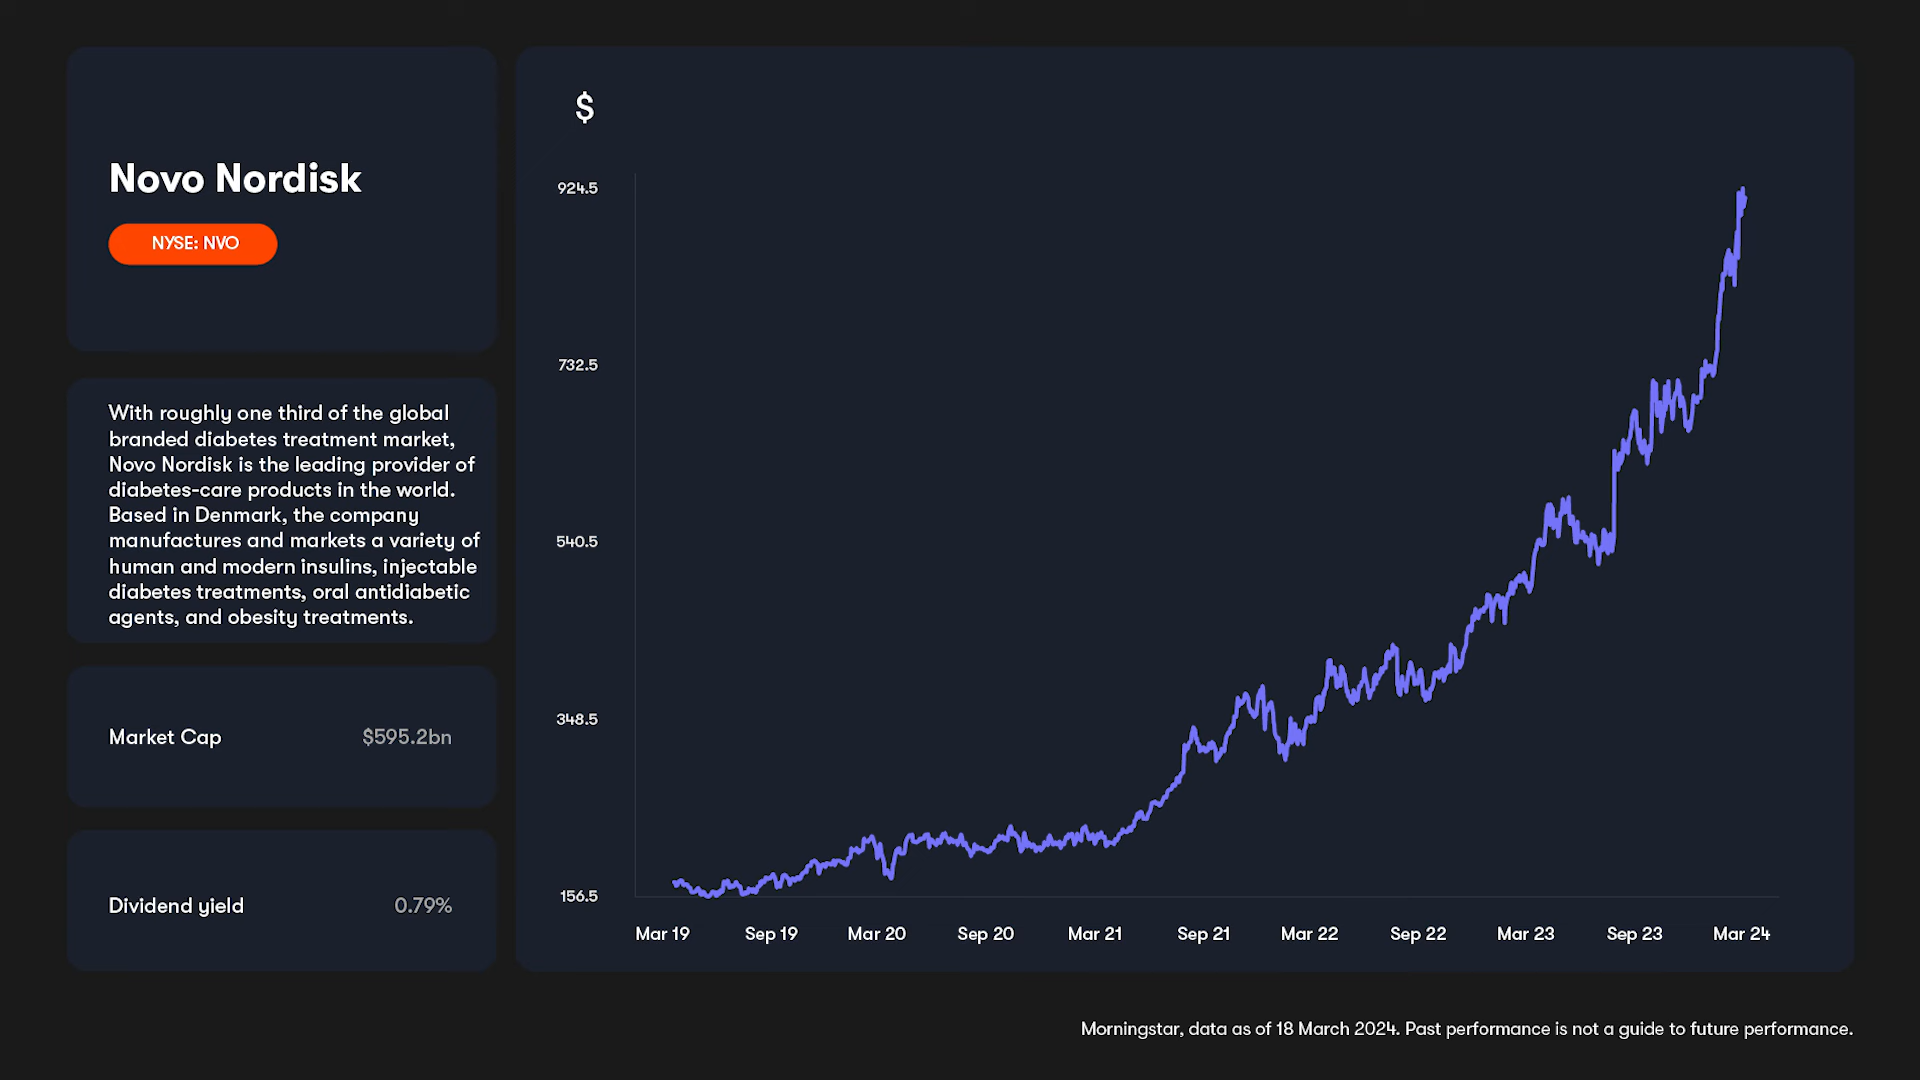 Novo Nordisk
NYSE: NVO
With roughly one third of the global
branded diabetes treatment market,
Novo Nordisk is the leading provider of
diabetes-care products in the world.
Based in Denmark, the company
manufactures and markets a variety of
human and modern insulins, injectable
diabetes treatments, oral antidiabetic
agents, and obesity treatments.
Market Cap $595.2bn
Dividend yield 0.79%
$
924.5
732.5
540.5
348.5
156.5
Mar 19 Sep 19 Mar 20 Sep 20 Mar 21 Sep 21 Mar 22 Sep 22 Mar 23 Sep 23 Mar 24
Morningstar, data as of 18 March 2024. Past performance is not a guide to future performance.